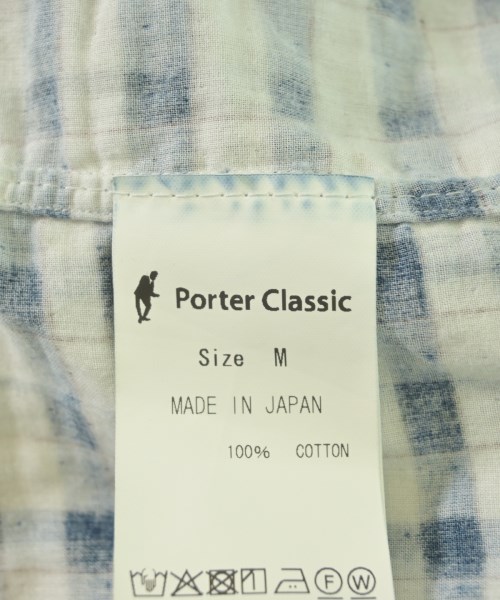 Porter Classic
Size M
MADE IN JAPAN
100% COTTON
F W